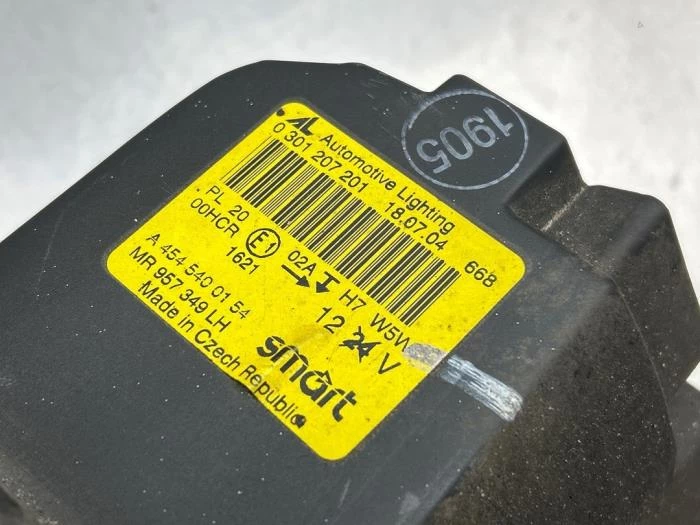 AL Automotive Lighting
0 301 207 201 18.07.04 668
PL 20
00HCR E1 02A H7 W5W
1621 12 24 V
A 454 540 01 54
MR 957 349 LH
Made in Czech Republic
smart
1905